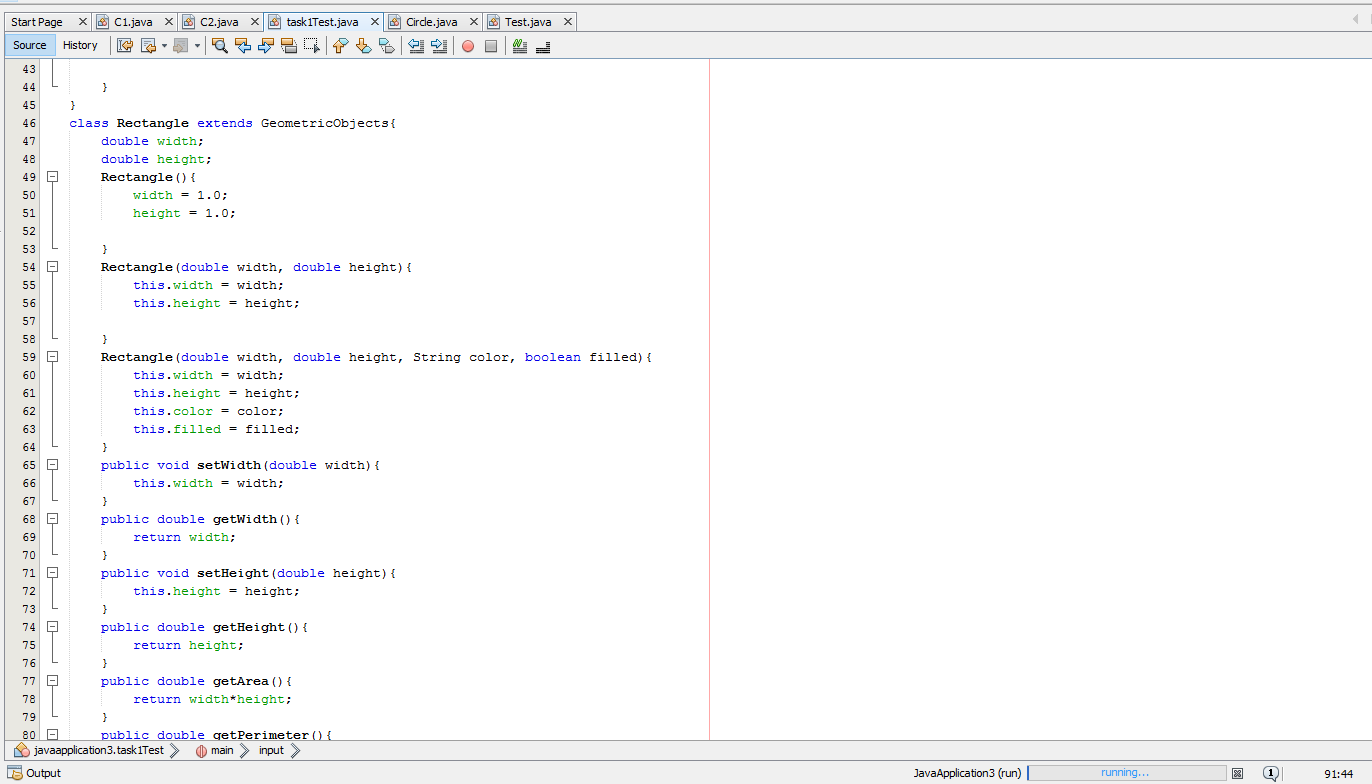 Start Page C1.java C2.java task1Test.java Circle.java Test.java
Source History
43
44 }
45 }
46 class Rectangle extends GeometricObjects{
47 double width;
48 double height;
49 Rectangle(){
50 width = 1.0;
51 height = 1.0;
52
53 }
54 Rectangle(double width, double height){
55 this.width = width;
56 this.height = height;
57
58 }
59 Rectangle(double width, double height, String color, boolean filled){
60 this.width = width;
61 this.height = height;
62 this.color = color;
63 this.filled = filled;
64 }
65 public void setWidth(double width){
66 this.width = width;
67 }
68 public double getWidth(){
69 return width;
70 }
71 public void setHeight(double height){
72 this.height = height;
73 }
74 public double getHeight(){
75 return height;
76 }
77 public double getArea(){
78 return width*height;
79 }
80 public double getPerimeter(){
javaapplication3.task1Test main input
Output JavaApplication3 (run) running... 1 91:44